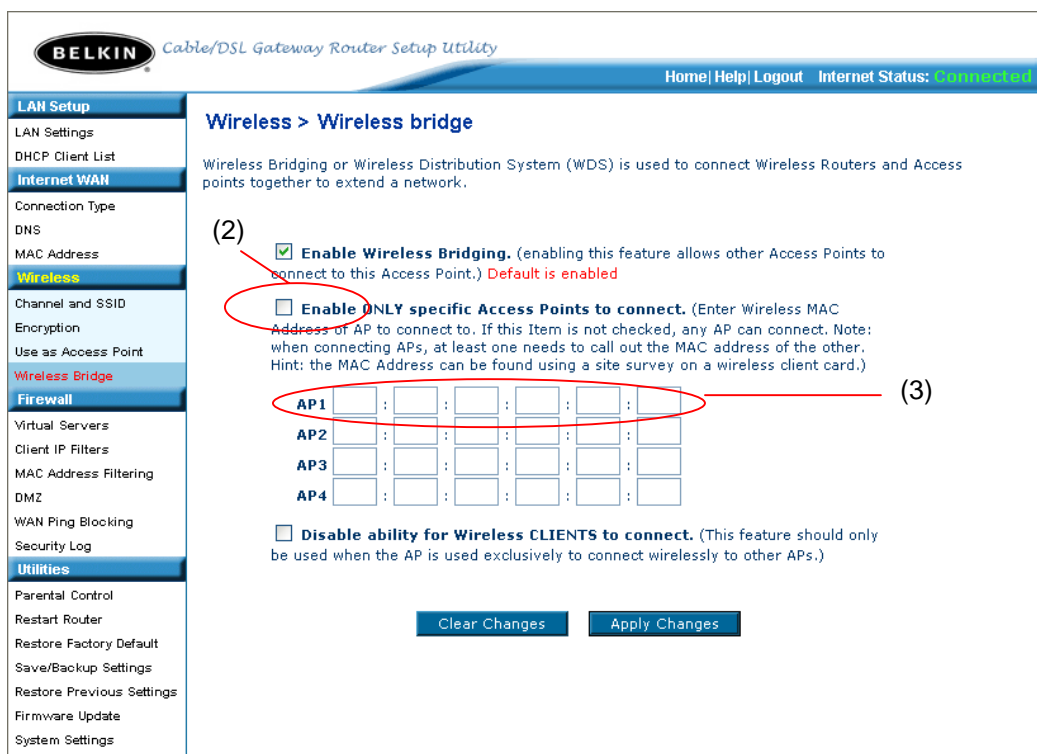 BELKIN
Cable/DSL Gateway Router Setup Utility
Home| Help| Logout Internet Status: Connected
LAN Setup
LAN Settings
DHCP Client List
Internet WAN
Connection Type
DNS
MAC Address
Wireless
Channel and SSID
Encryption
Use as Access Point
Wireless Bridge
Firewall
Virtual Servers
Client IP Filters
MAC Address Filtering
DMZ
WAN Ping Blocking
Security Log
Utilities
Parental Control
Restart Router
Restore Factory Default
Save/Backup Settings
Restore Previous Settings
Firmware Update
System Settings
Wireless > Wireless bridge
Wireless Bridging or Wireless Distribution System (WDS) is used to connect Wireless Routers and Access
points together to extend a network.
(2)
Enable Wireless Bridging. (enabling this feature allows other Access Points to
connect to this Access Point.) Default is enabled
Enable ONLY specific Access Points to connect. (Enter Wireless MAC
Address of AP to connect to. If this Item is not checked, any AP can connect. Note:
when connecting APs, at least one needs to call out the MAC address of the other.
Hint: the MAC Address can be found using a site survey on a wireless client card.)
(3)
AP1 : : : : :
AP2 : : : : :
AP3 : : : : :
AP4 : : : : :
Disable ability for Wireless CLIENTS to connect. (This feature should only
be used when the AP is used exclusively to connect wirelessly to other APs.)
Clear Changes Apply Changes